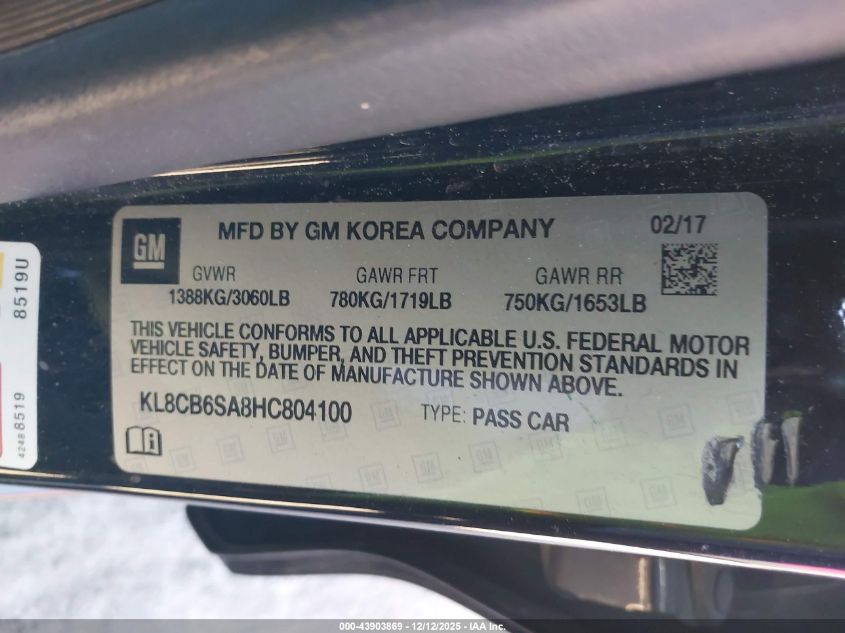 GM MFD BY GM KOREA COMPANY 02/17
GVWR GAWR FRT GAWR RR
1388KG/3060LB 780KG/1719LB 750KG/1653LB
THIS VEHICLE CONFORMS TO ALL APPLICABLE U.S. FEDERAL MOTOR
VEHICLE SAFETY, BUMPER, AND THEFT PREVENTION STANDARDS IN
EFFECT ON THE DATE OF MANUFACTURE SHOWN ABOVE.
KL8CB6SA8HC804100 TYPE: PASS CAR
8519U
42488519
000-43903869 - 12/12/2025 - IAA Inc.